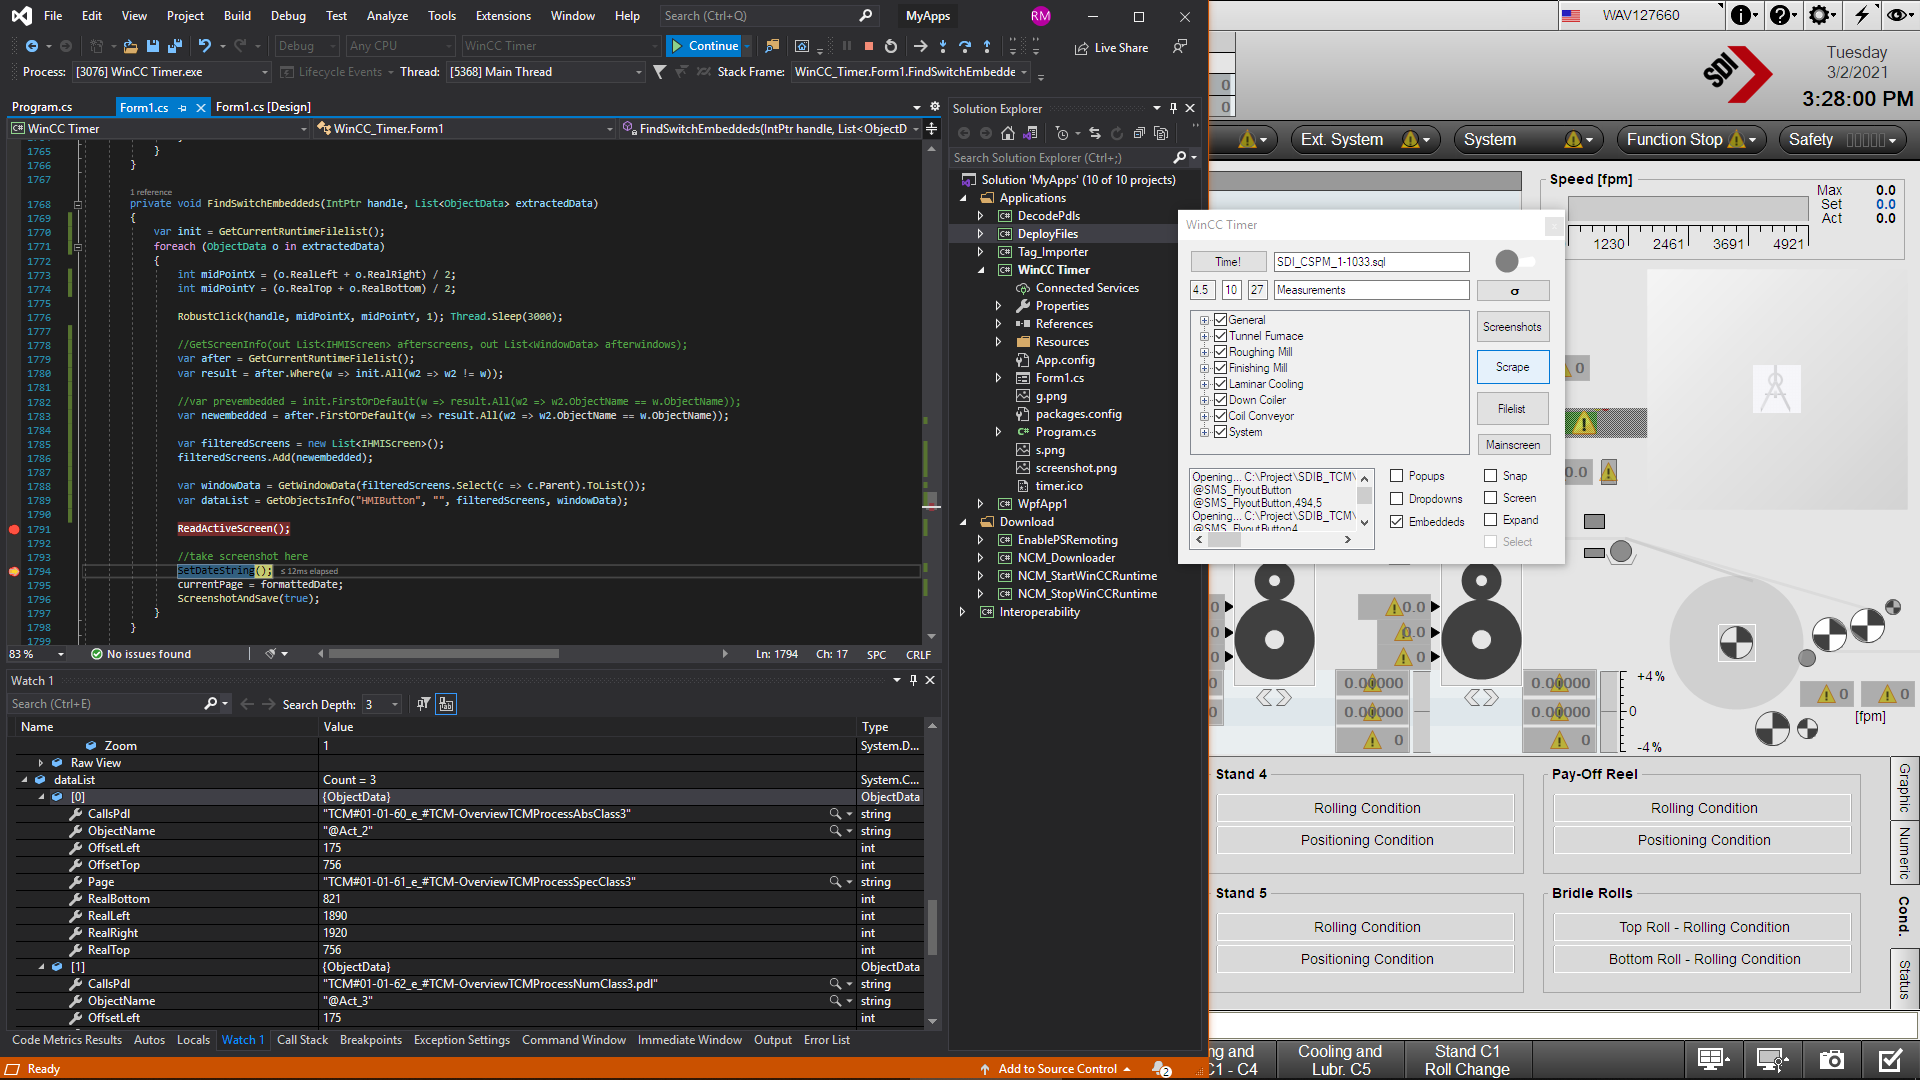 File Edit View Project Build Debug Test Analyze Tools Extensions Window Help Search (Ctrl+Q) MyApps RM
Debug Any CPU WinCC Timer Continue Live Share
Process: [3076] WinCC Timer.exe Lifecycle Events Thread: [5368] Main Thread Stack Frame: WinCC_Timer.Form1.FindSwitchEmbedde
Program.cs Form1.cs Form1.cs [Design]
WinCC Timer WinCC_Timer.Form1 FindSwitchEmbeddeds(IntPtr handle, List<ObjectD
1765 }
1766 }
1767
1 reference
1768 private void FindSwitchEmbeddeds(IntPtr handle, List<ObjectData> extractedData)
1769 {
1770 var init = GetCurrentRuntimeFilelist();
1771 foreach (ObjectData o in extractedData)
1772 {
1773 int midPointX = (o.RealLeft + o.RealRight) / 2;
1774 int midPointY = (o.RealTop + o.RealBottom) / 2;
1775
1776 RobustClick(handle, midPointX, midPointY, 1); Thread.Sleep(3000);
1777
1778 //GetScreenInfo(out List<IHMIScreen> afterscreens, out List<WindowData> afterwindows);
1779 var after = GetCurrentRuntimeFilelist();
1780 var result = after.Where(w => init.All(w2 => w2 != w));
1781
1782 //var prevembedded = init.FirstOrDefault(w => result.All(w2 => w2.ObjectName == w.ObjectName));
1783 var newembedded = after.FirstOrDefault(w => result.All(w2 => w2.ObjectName == w.ObjectName));
1784
1785 var filteredScreens = new List<IHMIScreen>();
1786 filteredScreens.Add(newembedded);
1787
1788 var windowData = GetWindowData(filteredScreens.Select(c => c.Parent).ToList());
1789 var dataList = GetObjectsInfo("HMIButton", "", filteredScreens, windowData);
1790
1791 ReadActiveScreen();
1792
1793 //take screenshot here
1794 SetDateString(); ≤ 12ms elapsed
1795 currentPage = formattedDate;
1796 ScreenshotAndSave(true);
1797 }
1798 }
1799
83 % No issues found Ln: 1794 Ch: 17 SPC CRLF
Watch 1
Search (Ctrl+E) Search Depth: 3
Name Value Type
Zoom 1 System.D...
Raw View
dataList Count = 3 System.C...
[0] {ObjectData} ObjectData
CallsPdl "TCM#01-01-60_e_#TCM-OverviewTCMProcessAbsClass3" string
ObjectName "@Act_2" string
OffsetLeft 175 int
OffsetTop 756 int
Page "TCM#01-01-61_e_#TCM-OverviewTCMProcessSpecClass3" string
RealBottom 821 int
RealLeft 1890 int
RealRight 1920 int
RealTop 756 int
[1] {ObjectData} ObjectData
CallsPdl "TCM#01-01-62_e_#TCM-OverviewTCMProcessNumClass3.pdl" string
ObjectName "@Act_3" string
OffsetLeft 175 int
Code Metrics Results Autos Locals Watch 1 Call Stack Breakpoints Exception Settings Command Window Immediate Window Output Error List
Ready Add to Source Control 2
Solution Explorer
Search Solution Explorer (Ctrl+;)
Solution 'MyApps' (10 of 10 projects)
Applications
DecodePdls
DeployFiles
Tag_Importer
WinCC Timer
Connected Services
Properties
References
Resources
App.config
Form1.cs
g.png
packages.config
Program.cs
s.png
screenshot.png
timer.ico
WpfApp1
Download
EnablePSRemoting
NCM_Downloader
NCM_StartWinCCRuntime
NCM_StopWinCCRuntime
Interoperability
WinCC Timer
Time! SDI_CSPM_1-1033.sql
4.5 10 27 Measurements σ
General
Tunnel Furnace
Roughing Mill
Finishing Mill
Laminar Cooling
Down Coiler
Coil Conveyor
System
Screenshots
Scrape
Filelist
Mainscreen
Opening... C:\Project\SDIB_TCM\
@SMS_FlyoutButton
@SMS_FlyoutButton,494.5
Opening... C:\Project\SDIB_TCM\
@SMS_FlyoutButton4
Popups Snap
Dropdowns Screen
Embeddeds Expand
Select
WAV127660
SDI
Tuesday
3/2/2021
3:28:00 PM
0
0
Ext. System System Function Stop Safety
Speed [fpm]
Max 0.0
Set 0.0
Act 0.0
1230 2461 3691 4921
0
0.0
0 0.0
0 0.0
0 0
0 0.00000 0.00000 +4 %
0 0.00000 0.00000 0
0 0 -4 %
0 0
[fpm]
Stand 4
Rolling Condition
Positioning Condition
Pay-Off Reel
Rolling Condition
Positioning Condition
Stand 5
Rolling Condition
Positioning Condition
Bridle Rolls
Top Roll - Rolling Condition
Bottom Roll - Rolling Condition
Graphic
Numeric
Cond.
Status
ng and
C1 - C4
Cooling and
Lubr. C5
Stand C1
Roll Change